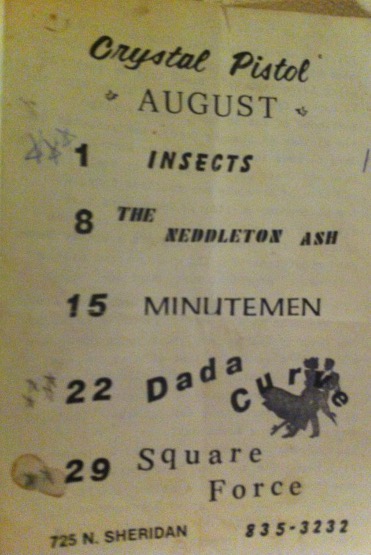 Crystal Pistol
AUGUST
1 INSECTS
8 THE NEDDLETON ASH
15 MINUTEMEN
22 Dada Curve
29 Square Force
725 N. SHERIDAN 835-3232